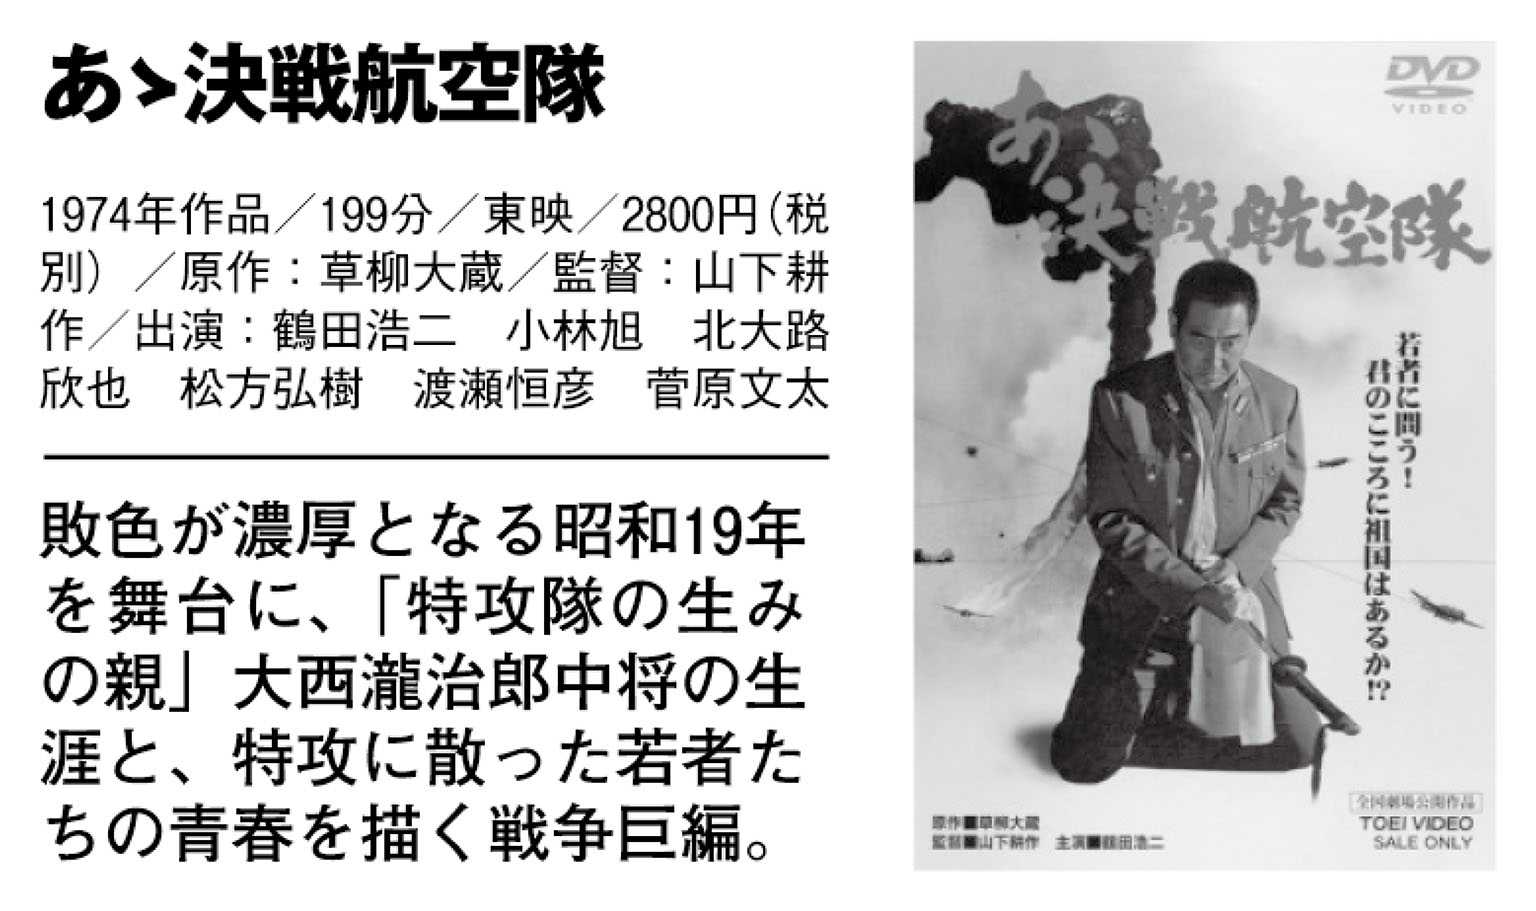 あゝ決戦航空隊
1974年作品／199分／東映／2800円（税
別）／原作：草柳大蔵／監督：山下耕
作／出演：鶴田浩二　小林旭　北大路
欣也　松方弘樹　渡瀬恒彦　菅原文太
敗色が濃厚となる昭和19年
を舞台に、「特攻隊の生み
の親」大西瀧治郎中将の生
涯と、特攻に散った若者た
ちの青春を描く戦争巨編。
DVD
VIDEO
あゝ
決戦航空隊
若者に問う！
君のこころに祖国はあるか!?
全国劇場公開作品
TOEI VIDEO
SALE ONLY
原作■草柳大蔵
監督■山下耕作　主演■鶴田浩二